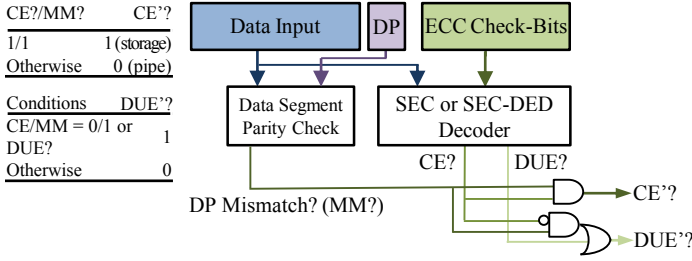 CE?/MM? CE'?
1/1 1 (storage)
Otherwise 0 (pipe)
Conditions DUE'?
CE/MM = 0/1 or
DUE? 1
Otherwise 0
Data Input
DP
ECC Check-Bits
Data Segment
Parity Check
SEC or SEC-DED
Decoder
CE?
DUE?
DP Mismatch? (MM?)
CE'?
DUE'?